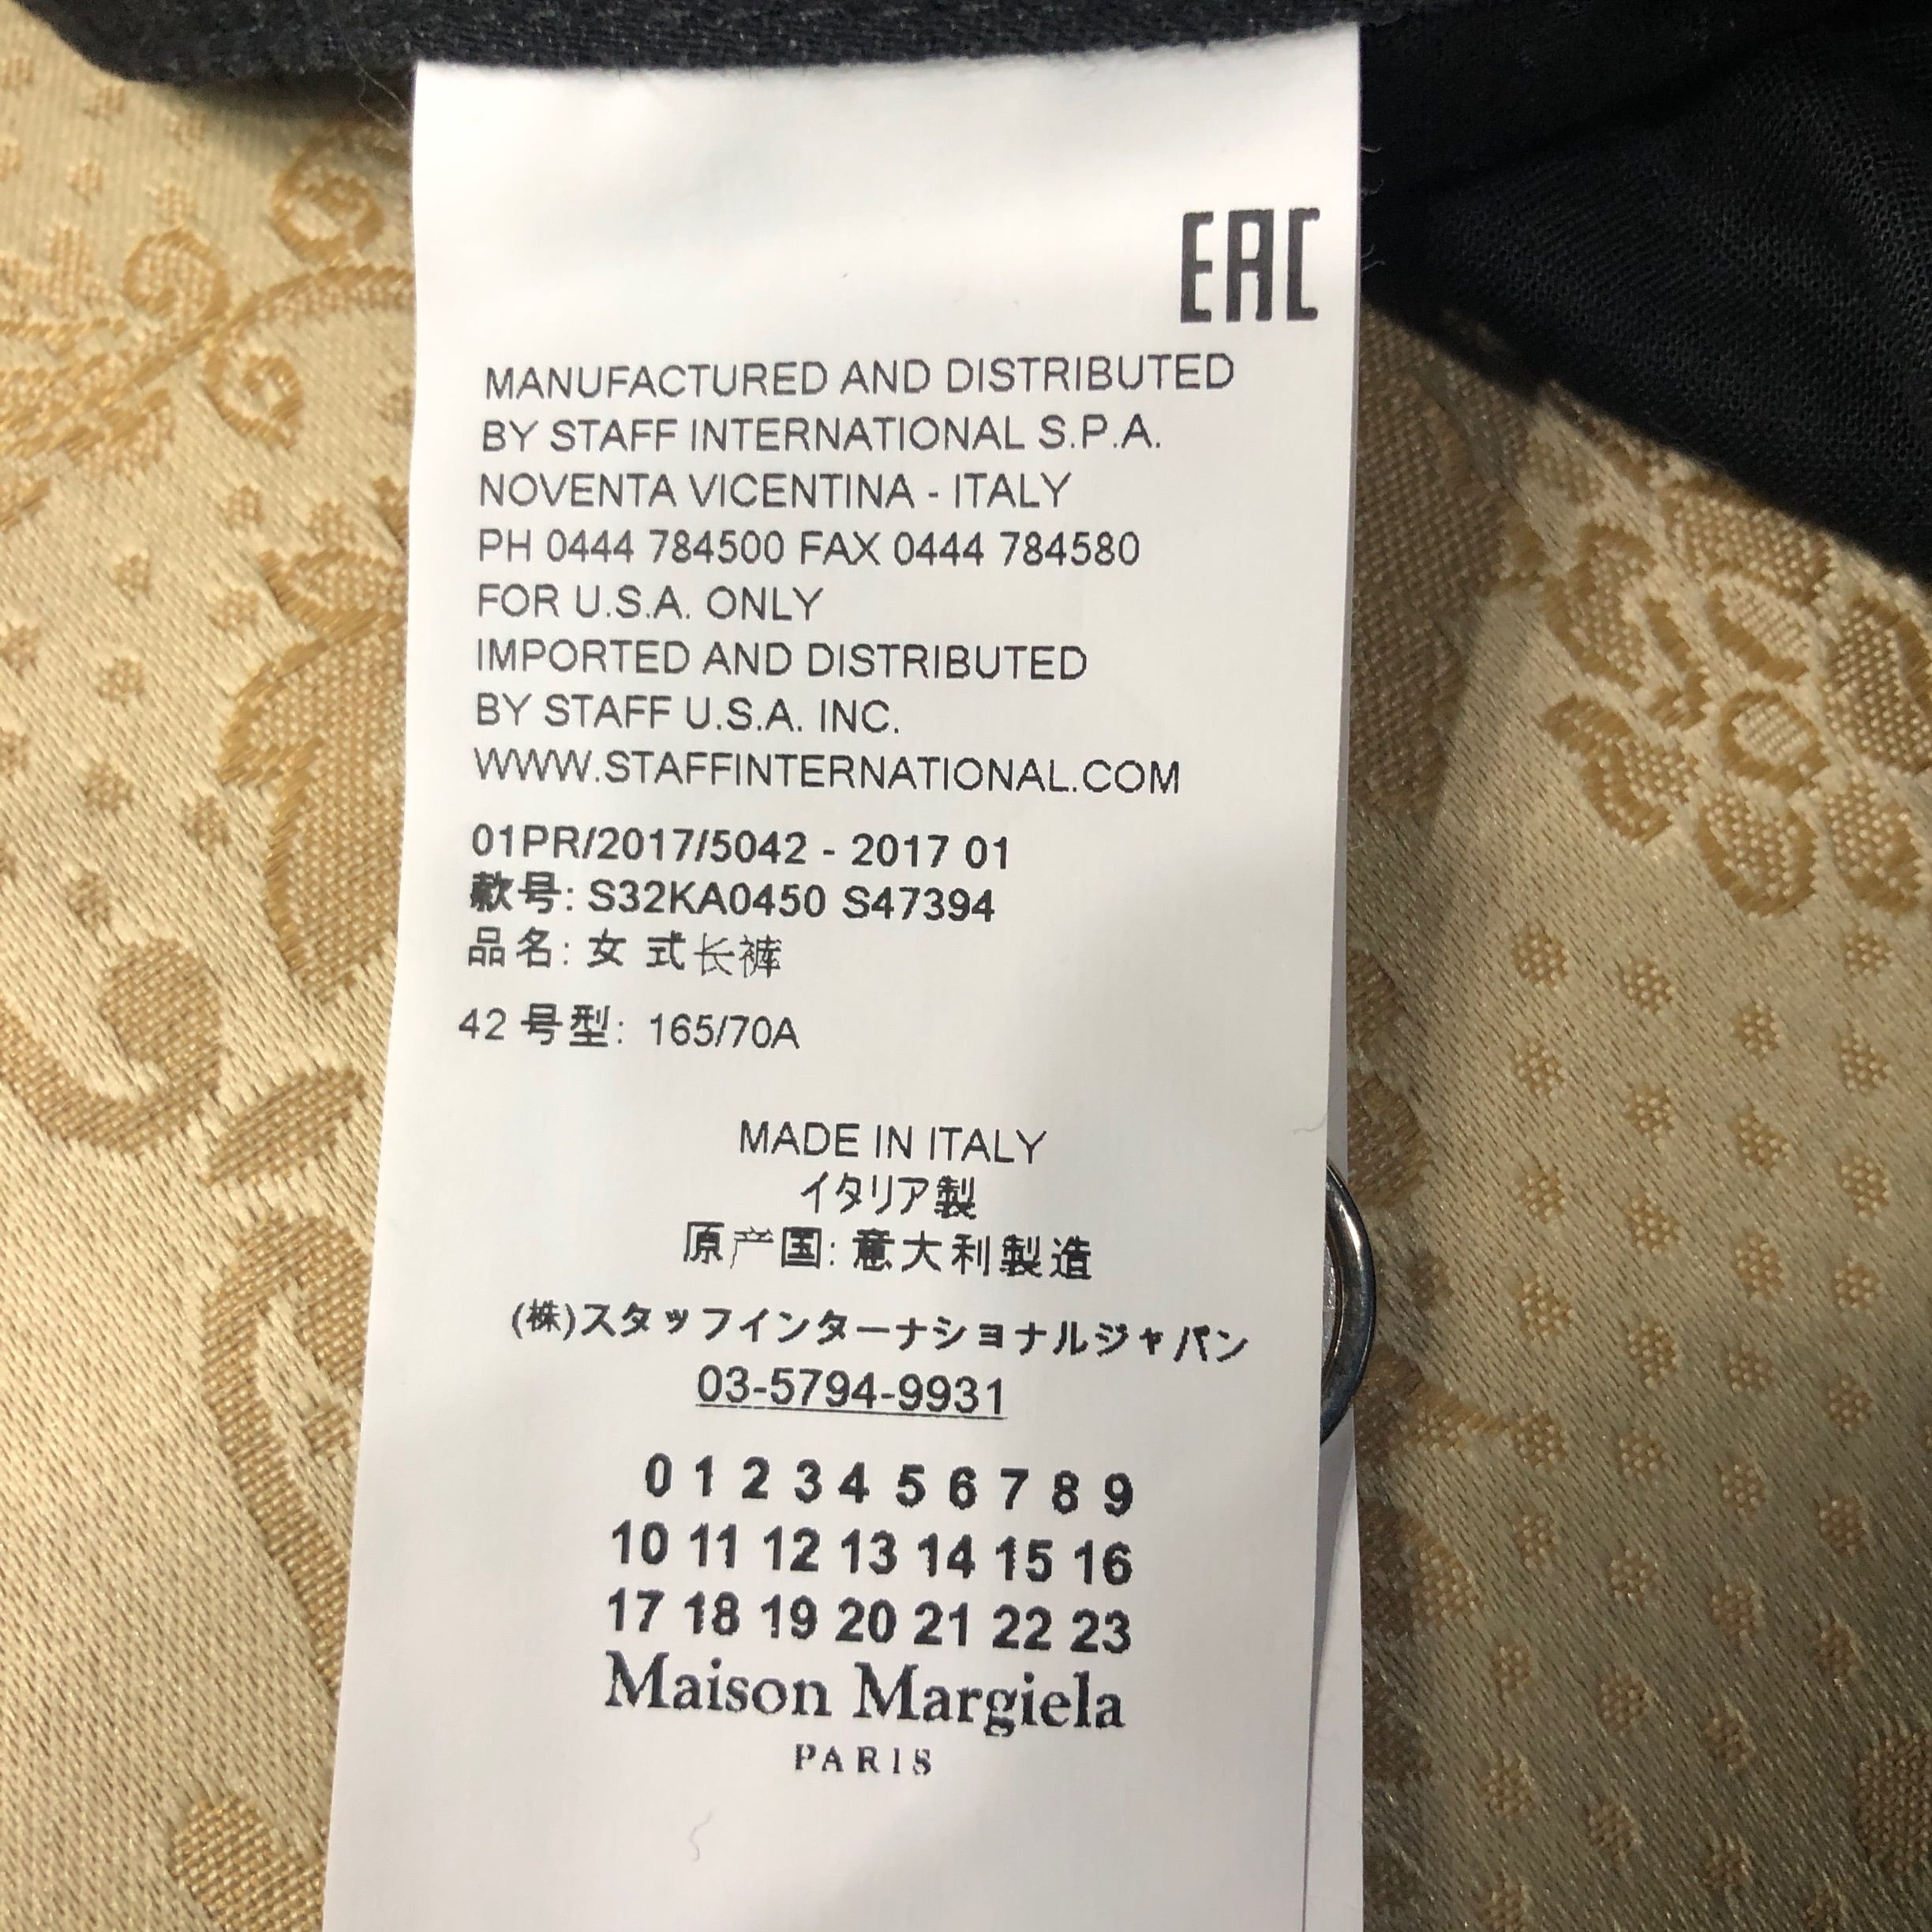 EAC
MANUFACTURED AND DISTRIBUTED
BY STAFF INTERNATIONAL S.P.A.
NOVENTA VICENTINA - ITALY
PH 0444 784500 FAX 0444 784580
FOR U.S.A. ONLY
IMPORTED AND DISTRIBUTED
BY STAFF U.S.A. INC.
WWW.STAFFINTERNATIONAL.COM
01PR/2017/5042 - 2017 01
款号: S32KA0450 S47394
品名: 女 式长裤
42 号型: 165/70A
MADE IN ITALY
イタリア製
原产国: 意大利製造
(株)スタッフインターナショナルジャパン
03-5794-9931
0 1 2 3 4 5 6 7 8 9
10 11 12 13 14 15 16
17 18 19 20 21 22 23
Maison Margiela
PARIS